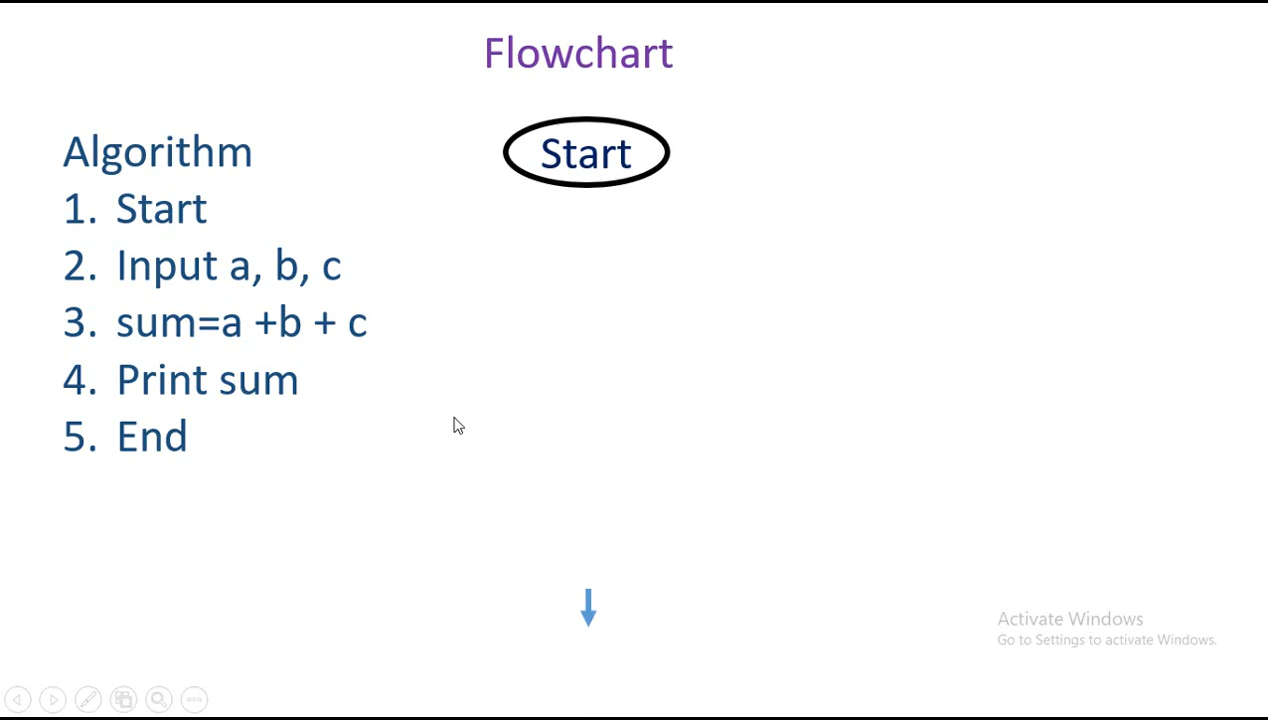 Flowchart
Algorithm
Start
1. Start
2. Input a, b, c
3. sum=a +b + c
4. Print sum
5. End
Activate Windows
Go to Settings to activate Windows.